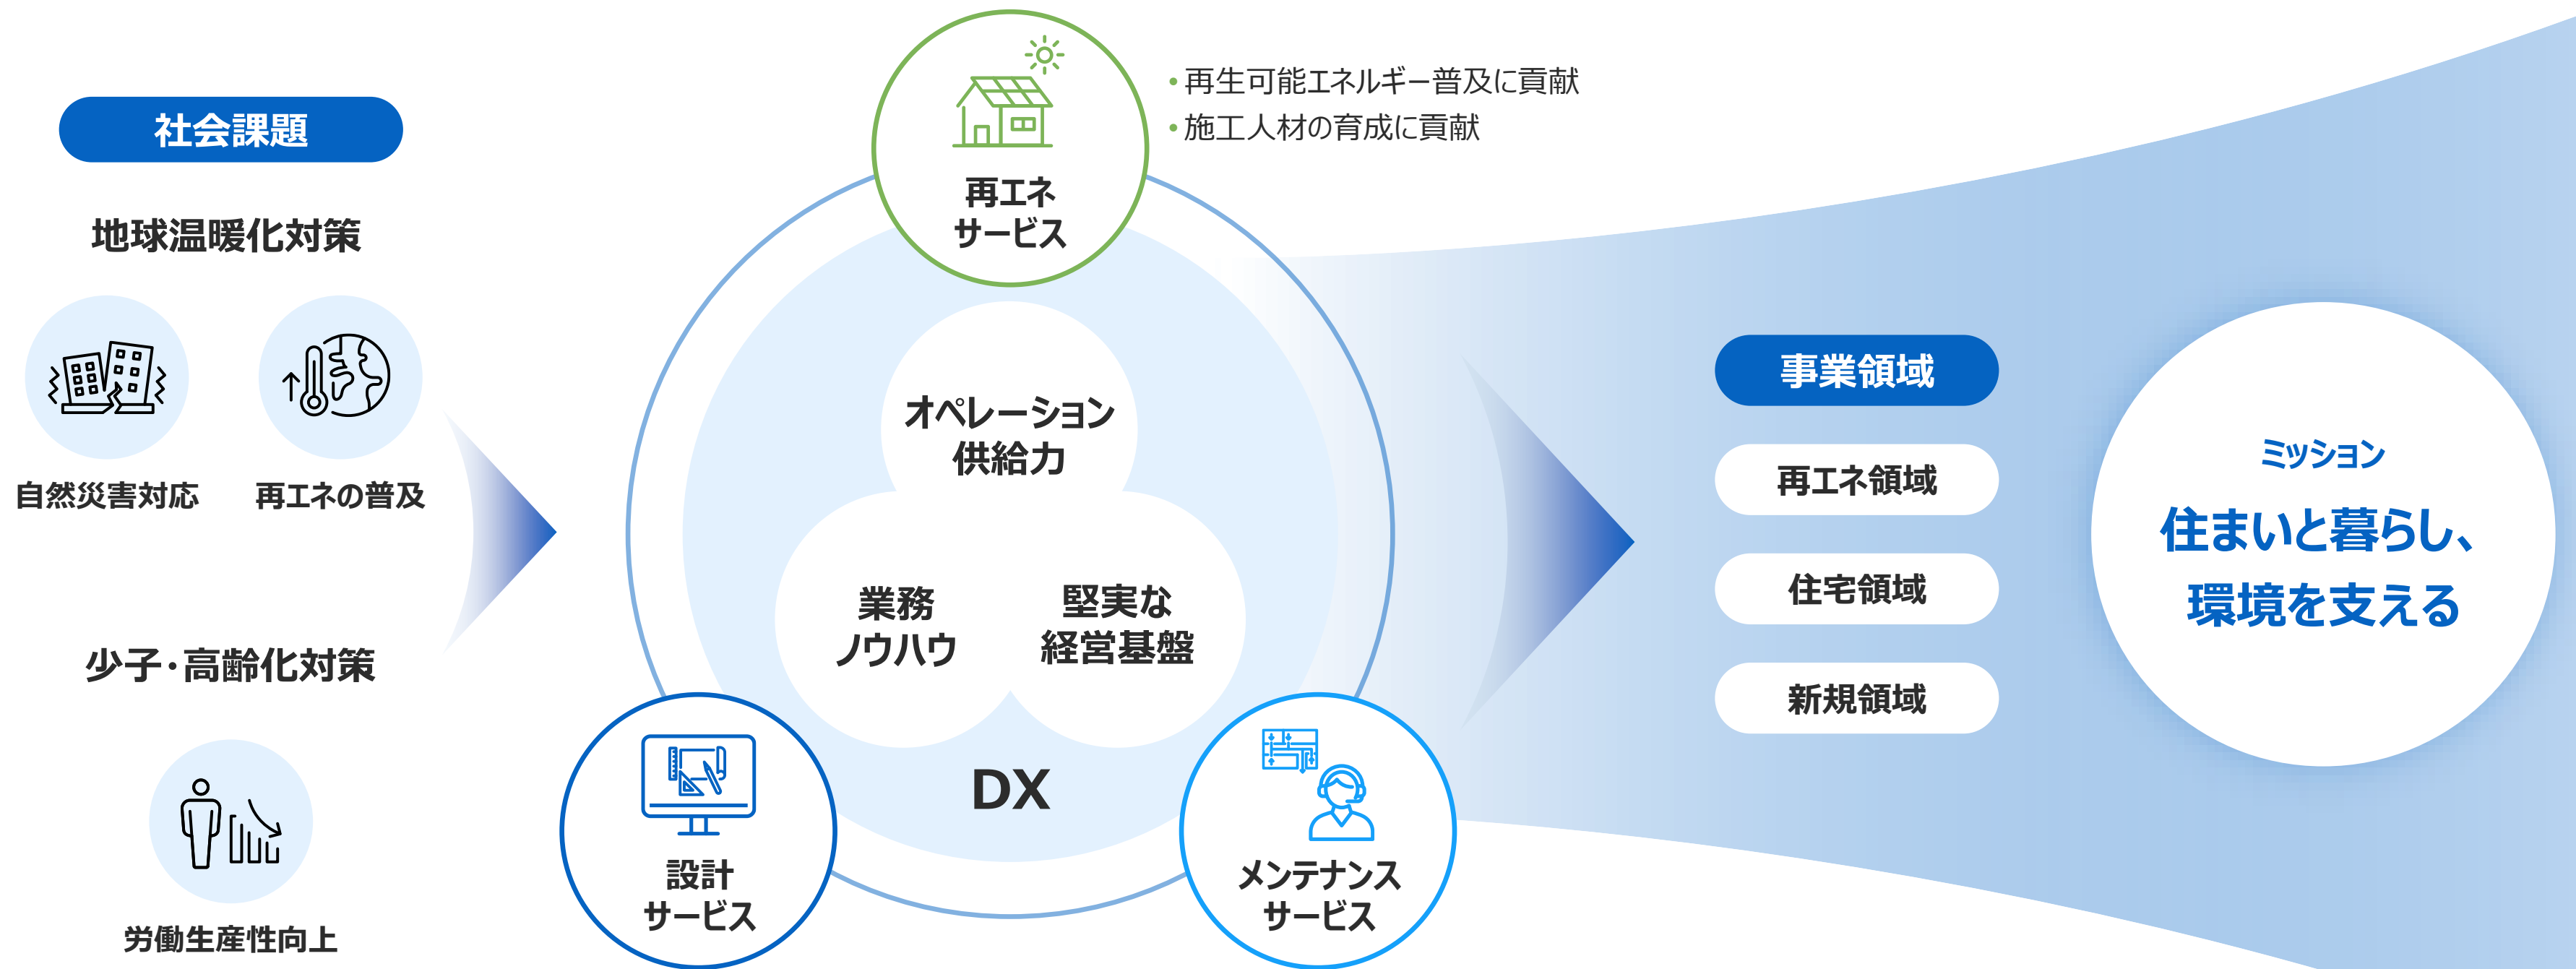 社会課題
地球温暖化対策
自然災害対応
再エネの普及
少子・高齢化対策
労働生産性向上
再エネ
サービス
・再生可能エネルギー普及に貢献
・施工人材の育成に貢献
オペレーション
供給力
業務
ノウハウ
堅実な
経営基盤
DX
設計
サービス
メンテナンス
サービス
事業領域
再エネ領域
住宅領域
新規領域
ミッション
住まいと暮らし、
環境を支える